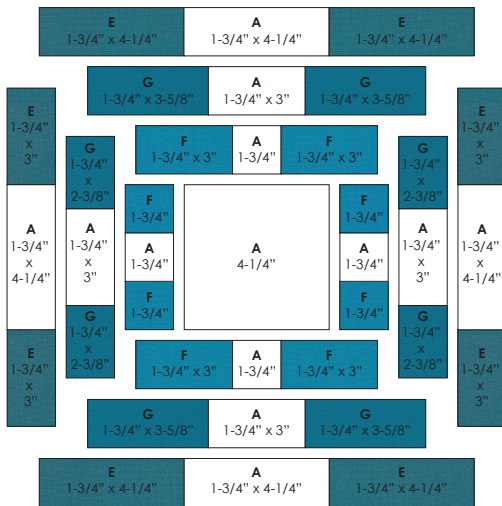 E A E
1-3/4” x 4-1/4” 1-3/4” x 4-1/4” 1-3/4” x 4-1/4”
G A G
1-3/4” x 3-5/8” 1-3/4” x 3” 1-3/4” x 3-5/8”
F A F
1-3/4” x 3” 1-3/4” 1-3/4” x 3”
E
1-3/4”
x
3”
A
1-3/4”
x
4-1/4”
E
1-3/4”
x
3”
G
1-3/4”
x
2-3/8”
A
1-3/4”
x
3”
G
1-3/4”
x
2-3/8”
F
1-3/4”
A
1-3/4”
F
1-3/4”
A
4-1/4”
F
1-3/4”
A
1-3/4”
F
1-3/4”
G
1-3/4”
x
2-3/8”
A
1-3/4”
x
3”
G
1-3/4”
x
2-3/8”
E
1-3/4”
x
3”
A
1-3/4”
x
4-1/4”
E
1-3/4”
x
3”
F A F
1-3/4” x 3” 1-3/4” 1-3/4” x 3”
G A G
1-3/4” x 3-5/8” 1-3/4” x 3” 1-3/4” x 3-5/8”
E A E
1-3/4” x 4-1/4” 1-3/4” x 4-1/4” 1-3/4” x 4-1/4”